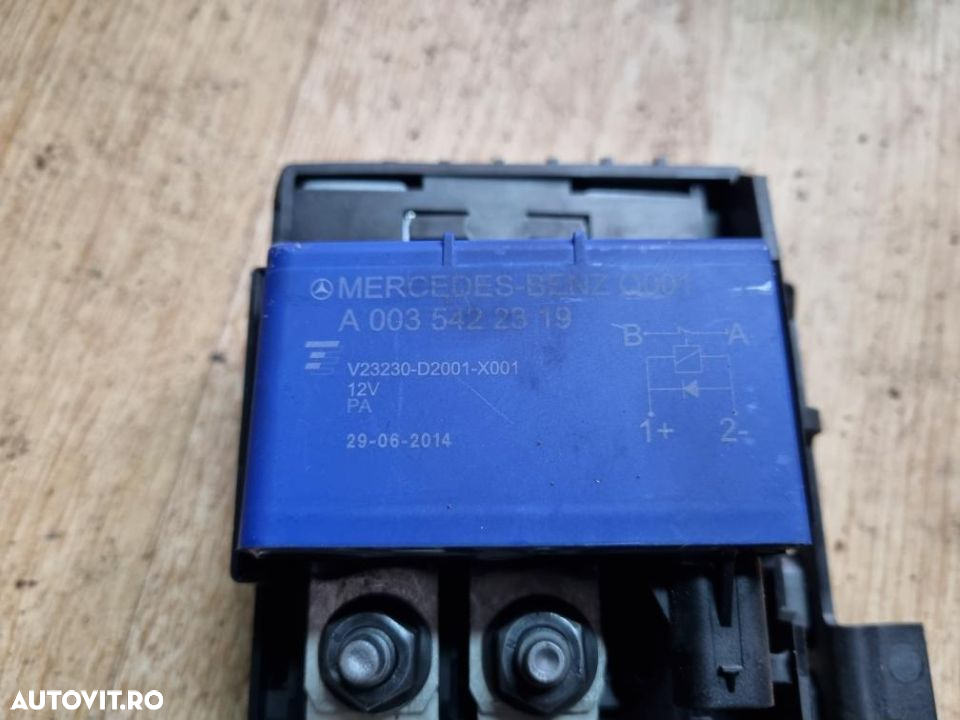 MERCEDES-BENZ Q001
A 003 542 23 19
V23230-D2001-X001
12V
PA
29-06-2014
B A
1+ 2-
AUTOVIT.RO